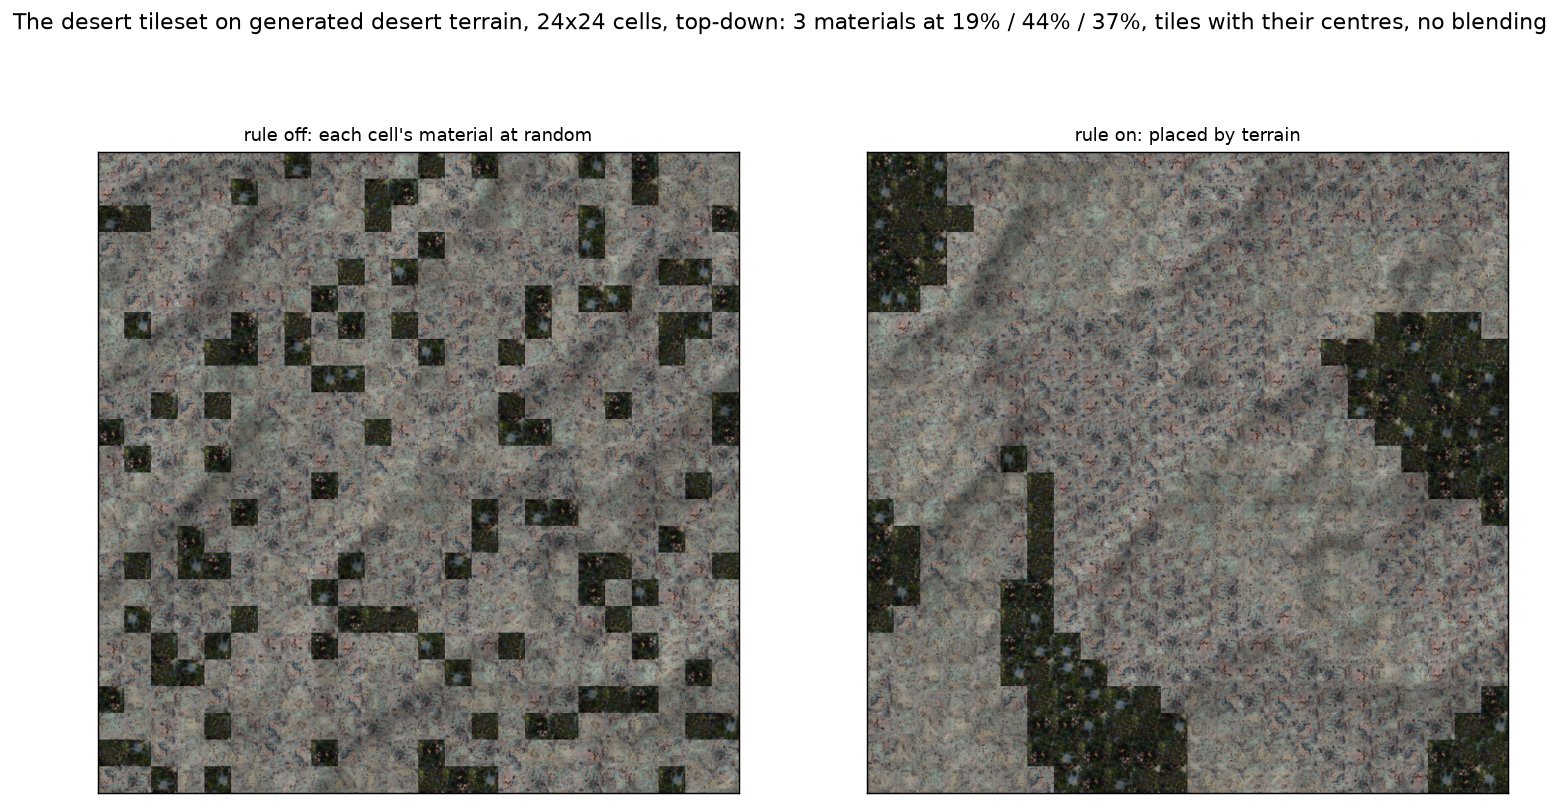 The desert tileset on generated desert terrain, 24x24 cells, top-down: 3 materials at 19% / 44% / 37%, tiles with their centres, no blending
rule off: each cell's material at random
rule on: placed by terrain